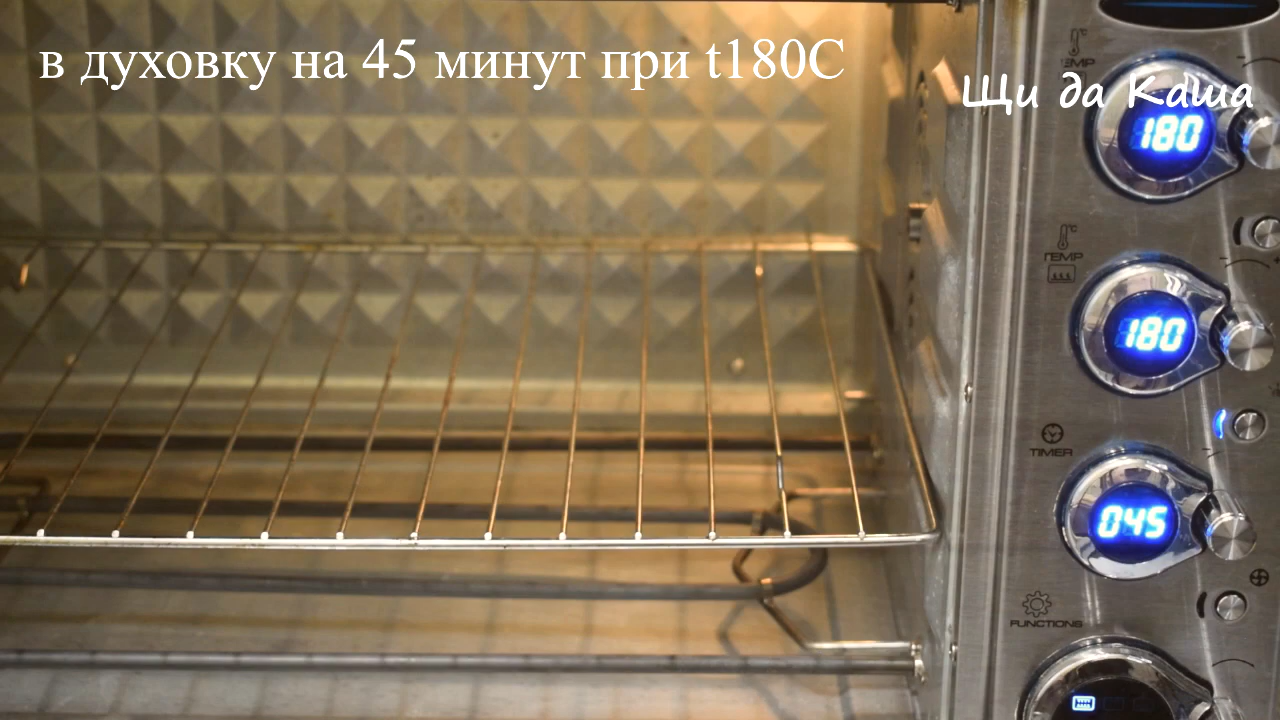 в духовку на 45 минут при t180C
Щи да Каша
180
TEMP
180
TIMER
045
FUNCTIONS